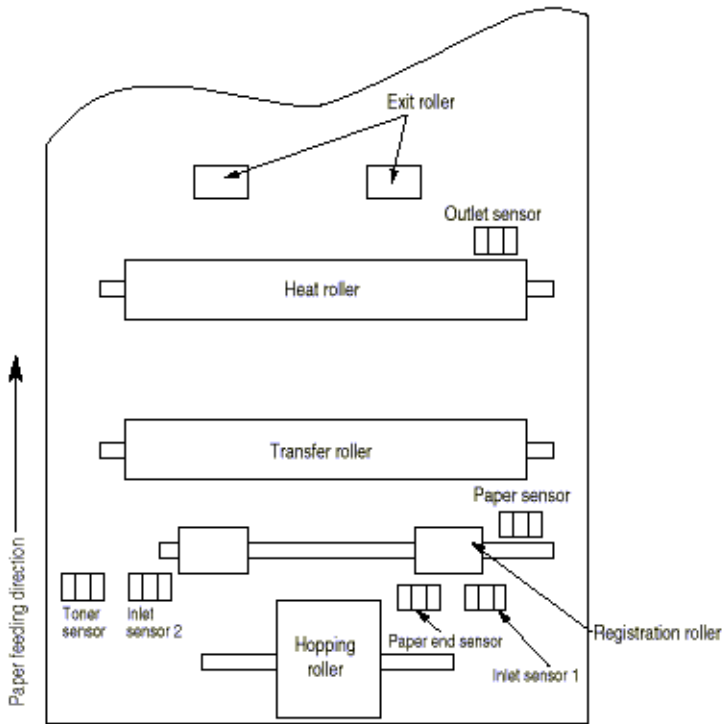 Exit roller
Outlet sensor
Heat roller
Transfer roller
Paper sensor
Toner
sensor
Inlet
sensor 2
Paper end sensor
Registration roller
Hopping
roller
Inlet sensor 1
Paper feeding direction